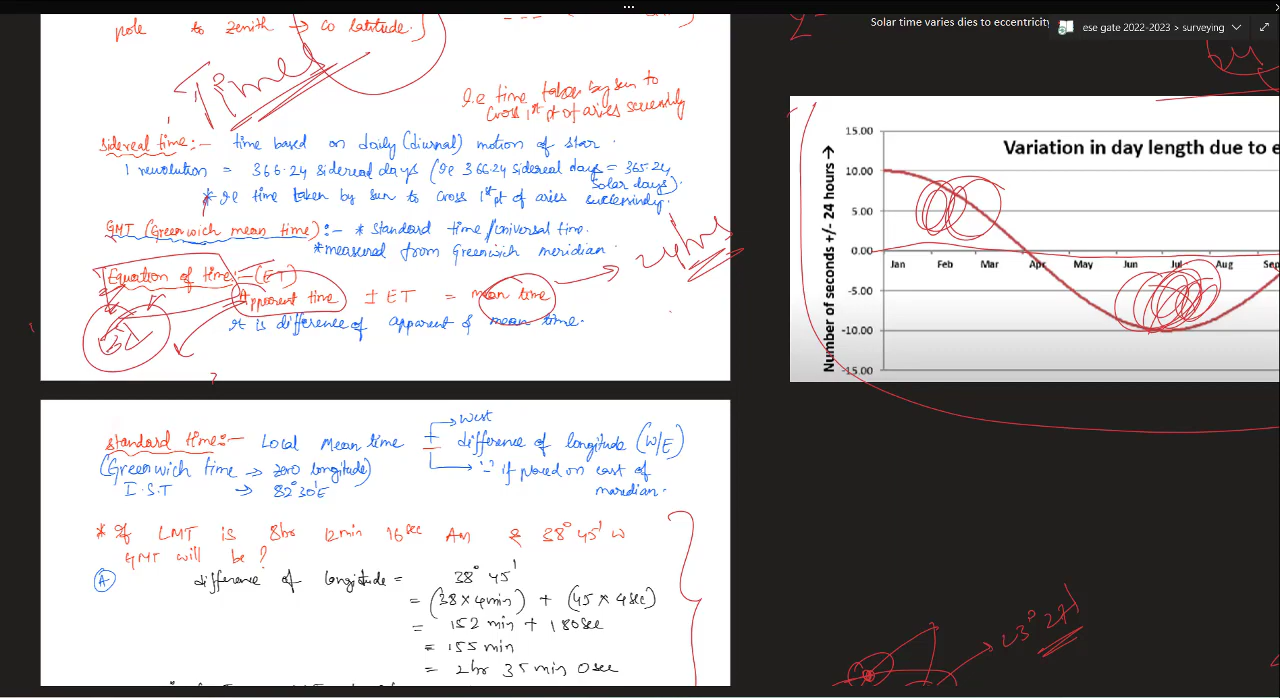 pole to zenith → co latitude.
Time
i.e time taken by sun to
cross 1st pt of aries successively
Sidereal time:- time based on daily (diurnal) motion of star.
1 revolution = 366.24 sidereal days (ie 366.24 sidereal days = 365.24
solar days).
* ie time taken by sun to cross 1st pt of aries successively.
GMT (Greenwich mean time):- * standard time/universal time.
* measured from Greenwich meridian.
24hrs
Equation of time:- (ET)
Apparent time ± ET = mean time
it is difference of apparent & mean time.
standard time:- Local Mean time ± difference of longitude (W/E)
→ West
(Greenwich time → zero longitude)
→ '-' if placed on east of
meridian.
I.S.T → 82°30'E
* If LMT is 8hr 12min 16sec AM & 38° 45' W
GMT will be?
A difference of longitude = 38° 45'
= (38 × 4min) + (45 × 4sec)
= 152 min + 180sec
= 155 min
= 2hr 35 min 0sec
...
Solar time varies dies to eccentricity
ese gate 2022-2023 > surveying
by
Variation in day length due to e
Number of seconds +/- 24 hours →
15.00
10.00
5.00
0.00
-5.00
-10.00
-15.00
Jan Feb Mar Apr May Jun Jul Aug Sep
23° 27'